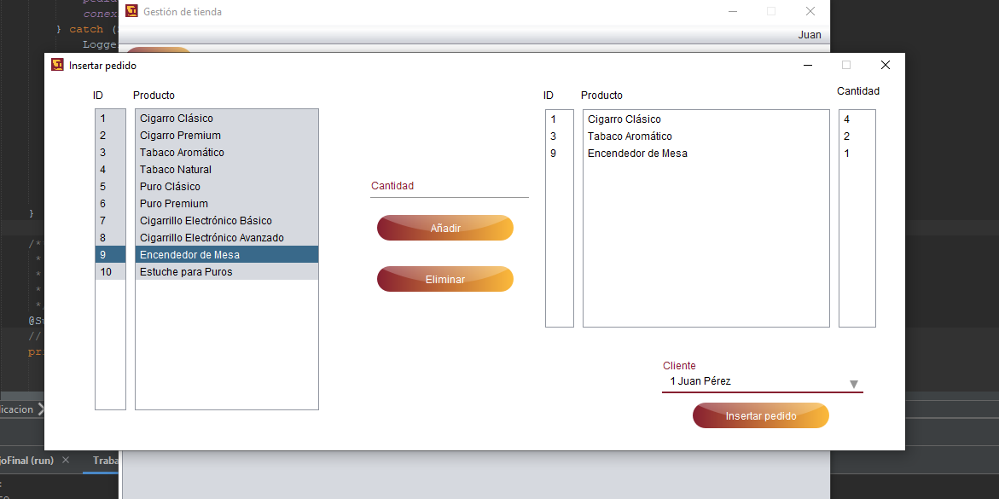 Gestión de tienda
conex
} catch (
Logge
Juan
Insertar pedido
ID Producto
1 Cigarro Clásico
2 Cigarro Premium
3 Tabaco Aromático
4 Tabaco Natural
5 Puro Clásico
6 Puro Premium
7 Cigarrillo Electrónico Básico
8 Cigarrillo Electrónico Avanzado
9 Encendedor de Mesa
10 Estuche para Puros
Cantidad
Añadir
Eliminar
ID Producto Cantidad
1 Cigarro Clásico 4
3 Tabaco Aromático 2
9 Encendedor de Mesa 1
Cliente
1 Juan Pérez
Insertar pedido
}
/*
*
*
*
*
@Su
//
pr
licacion
oFinal (run) Traba